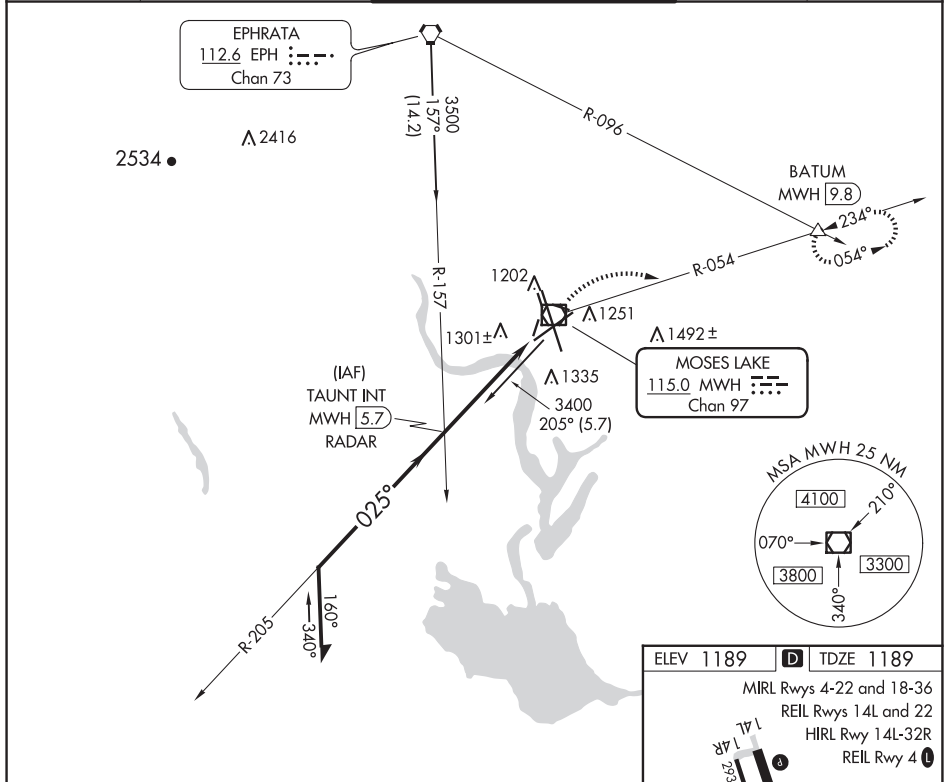 EPHRATA
112.6 EPH
Chan 73
3500
157°
(14.2)
R-096
2416
2534
BATUM
MWH 9.8
234°
054°
R-054
R-157
1202
1251
1301±
1492±
MOSES LAKE
115.0 MWH
Chan 97
(IAF)
TAUNT INT
MWH 5.7
RADAR
1335
3400
205° (5.7)
025°
MSA MWH 25 NM
4100
210°
070°
3800
3300
340°
160°
340°
R-205
ELEV 1189 D TDZE 1189
MIRL Rwys 4-22 and 18-36
REIL Rwys 14L and 22
HIRL Rwy 14L-32R
REIL Rwy 4 L
14L
14R
293
P